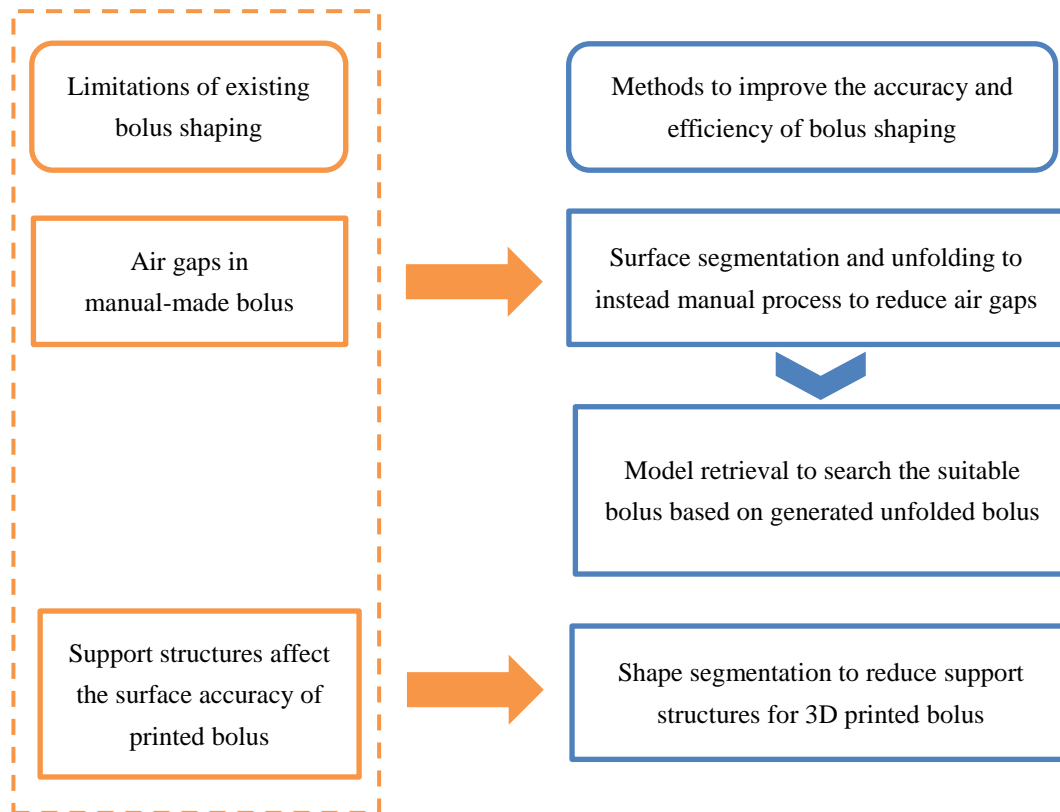 Limitations of existing
bolus shaping
Methods to improve the accuracy and
efficiency of bolus shaping
Air gaps in
manual-made bolus
Surface segmentation and unfolding to
instead manual process to reduce air gaps
Model retrieval to search the suitable
bolus based on generated unfolded bolus
Support structures affect
the surface accuracy of
printed bolus
Shape segmentation to reduce support
structures for 3D printed bolus